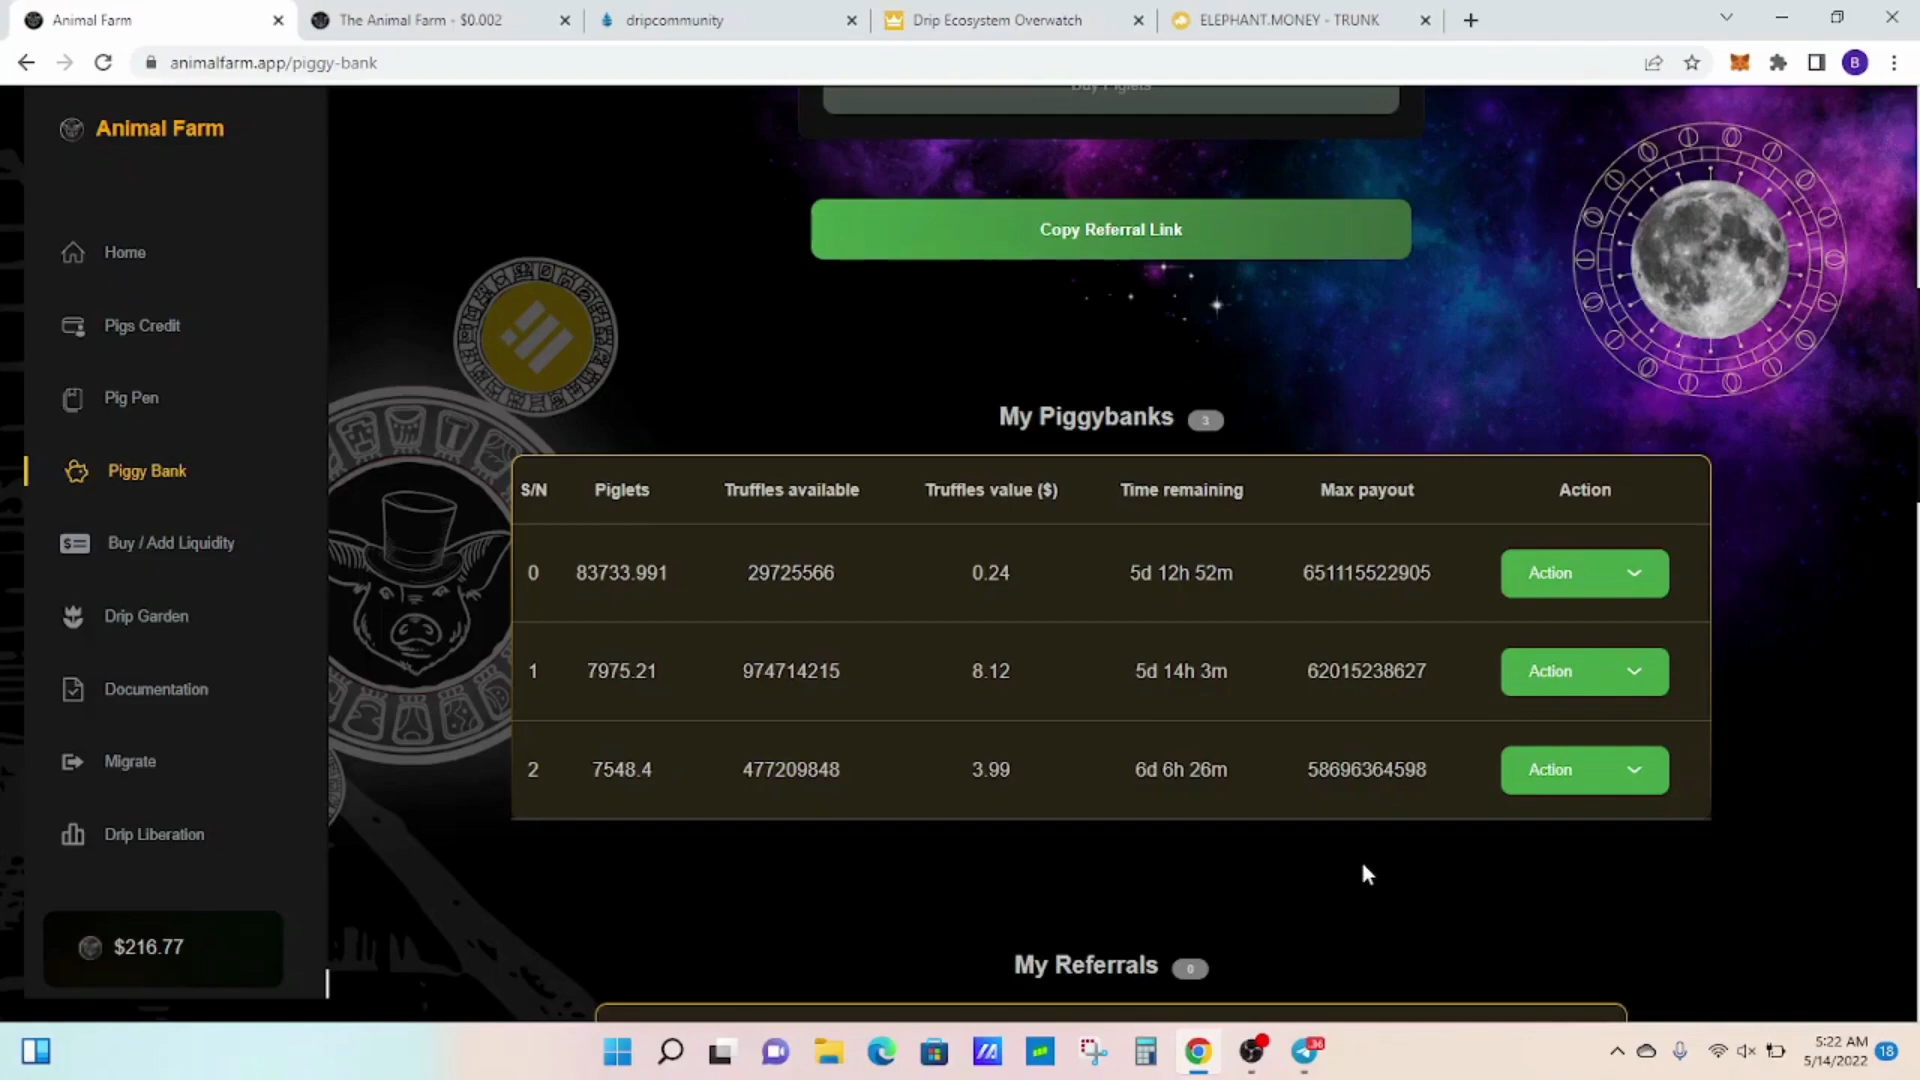 Animal Farm
The Animal Farm - $0.002
dripcommunity
Drip Ecosystem Overwatch
ELEPHANT.MONEY - TRUNK
animalfarm.app/piggy-bank
B
Animal Farm
Home
Pigs Credit
Pig Pen
Piggy Bank
Buy / Add Liquidity
Drip Garden
Documentation
Migrate
Drip Liberation
$216.77
Buy Piglets
Copy Referral Link
My Piggybanks 3
S/N Piglets Truffles available Truffles value ($) Time remaining Max payout Action
0 83733.991 29725566 0.24 5d 12h 52m 651115522905 Action
1 7975.21 974714215 8.12 5d 14h 3m 62015238627 Action
2 7548.4 477209848 3.99 6d 6h 26m 58696364598 Action
My Referrals 0
36
5:22 AM
5/14/2022
18